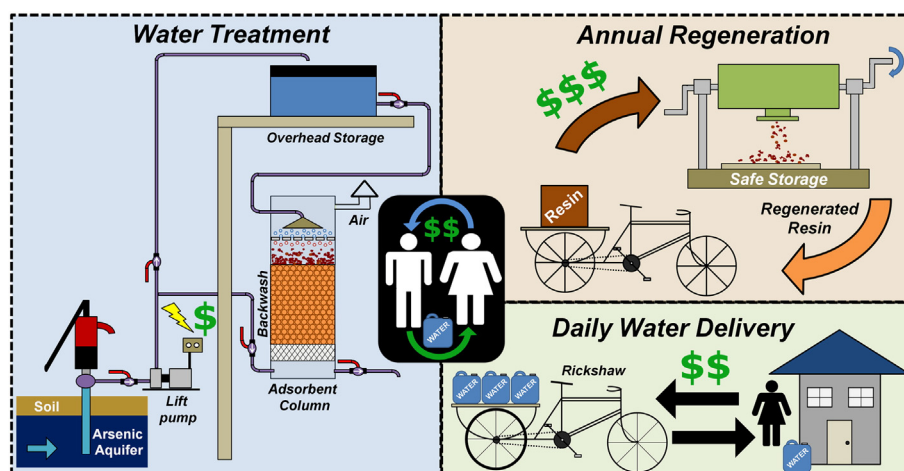 Water Treatment
Overhead Storage
Air
Backwash
$
Lift
pump
Adsorbent
Column
Soil
Arsenic
Aquifer
$$
WATER
Annual Regeneration
$$$
Safe Storage
Resin
Regenerated
Resin
Daily Water Delivery
$$
Rickshaw
WATER WATER WATER
WATER